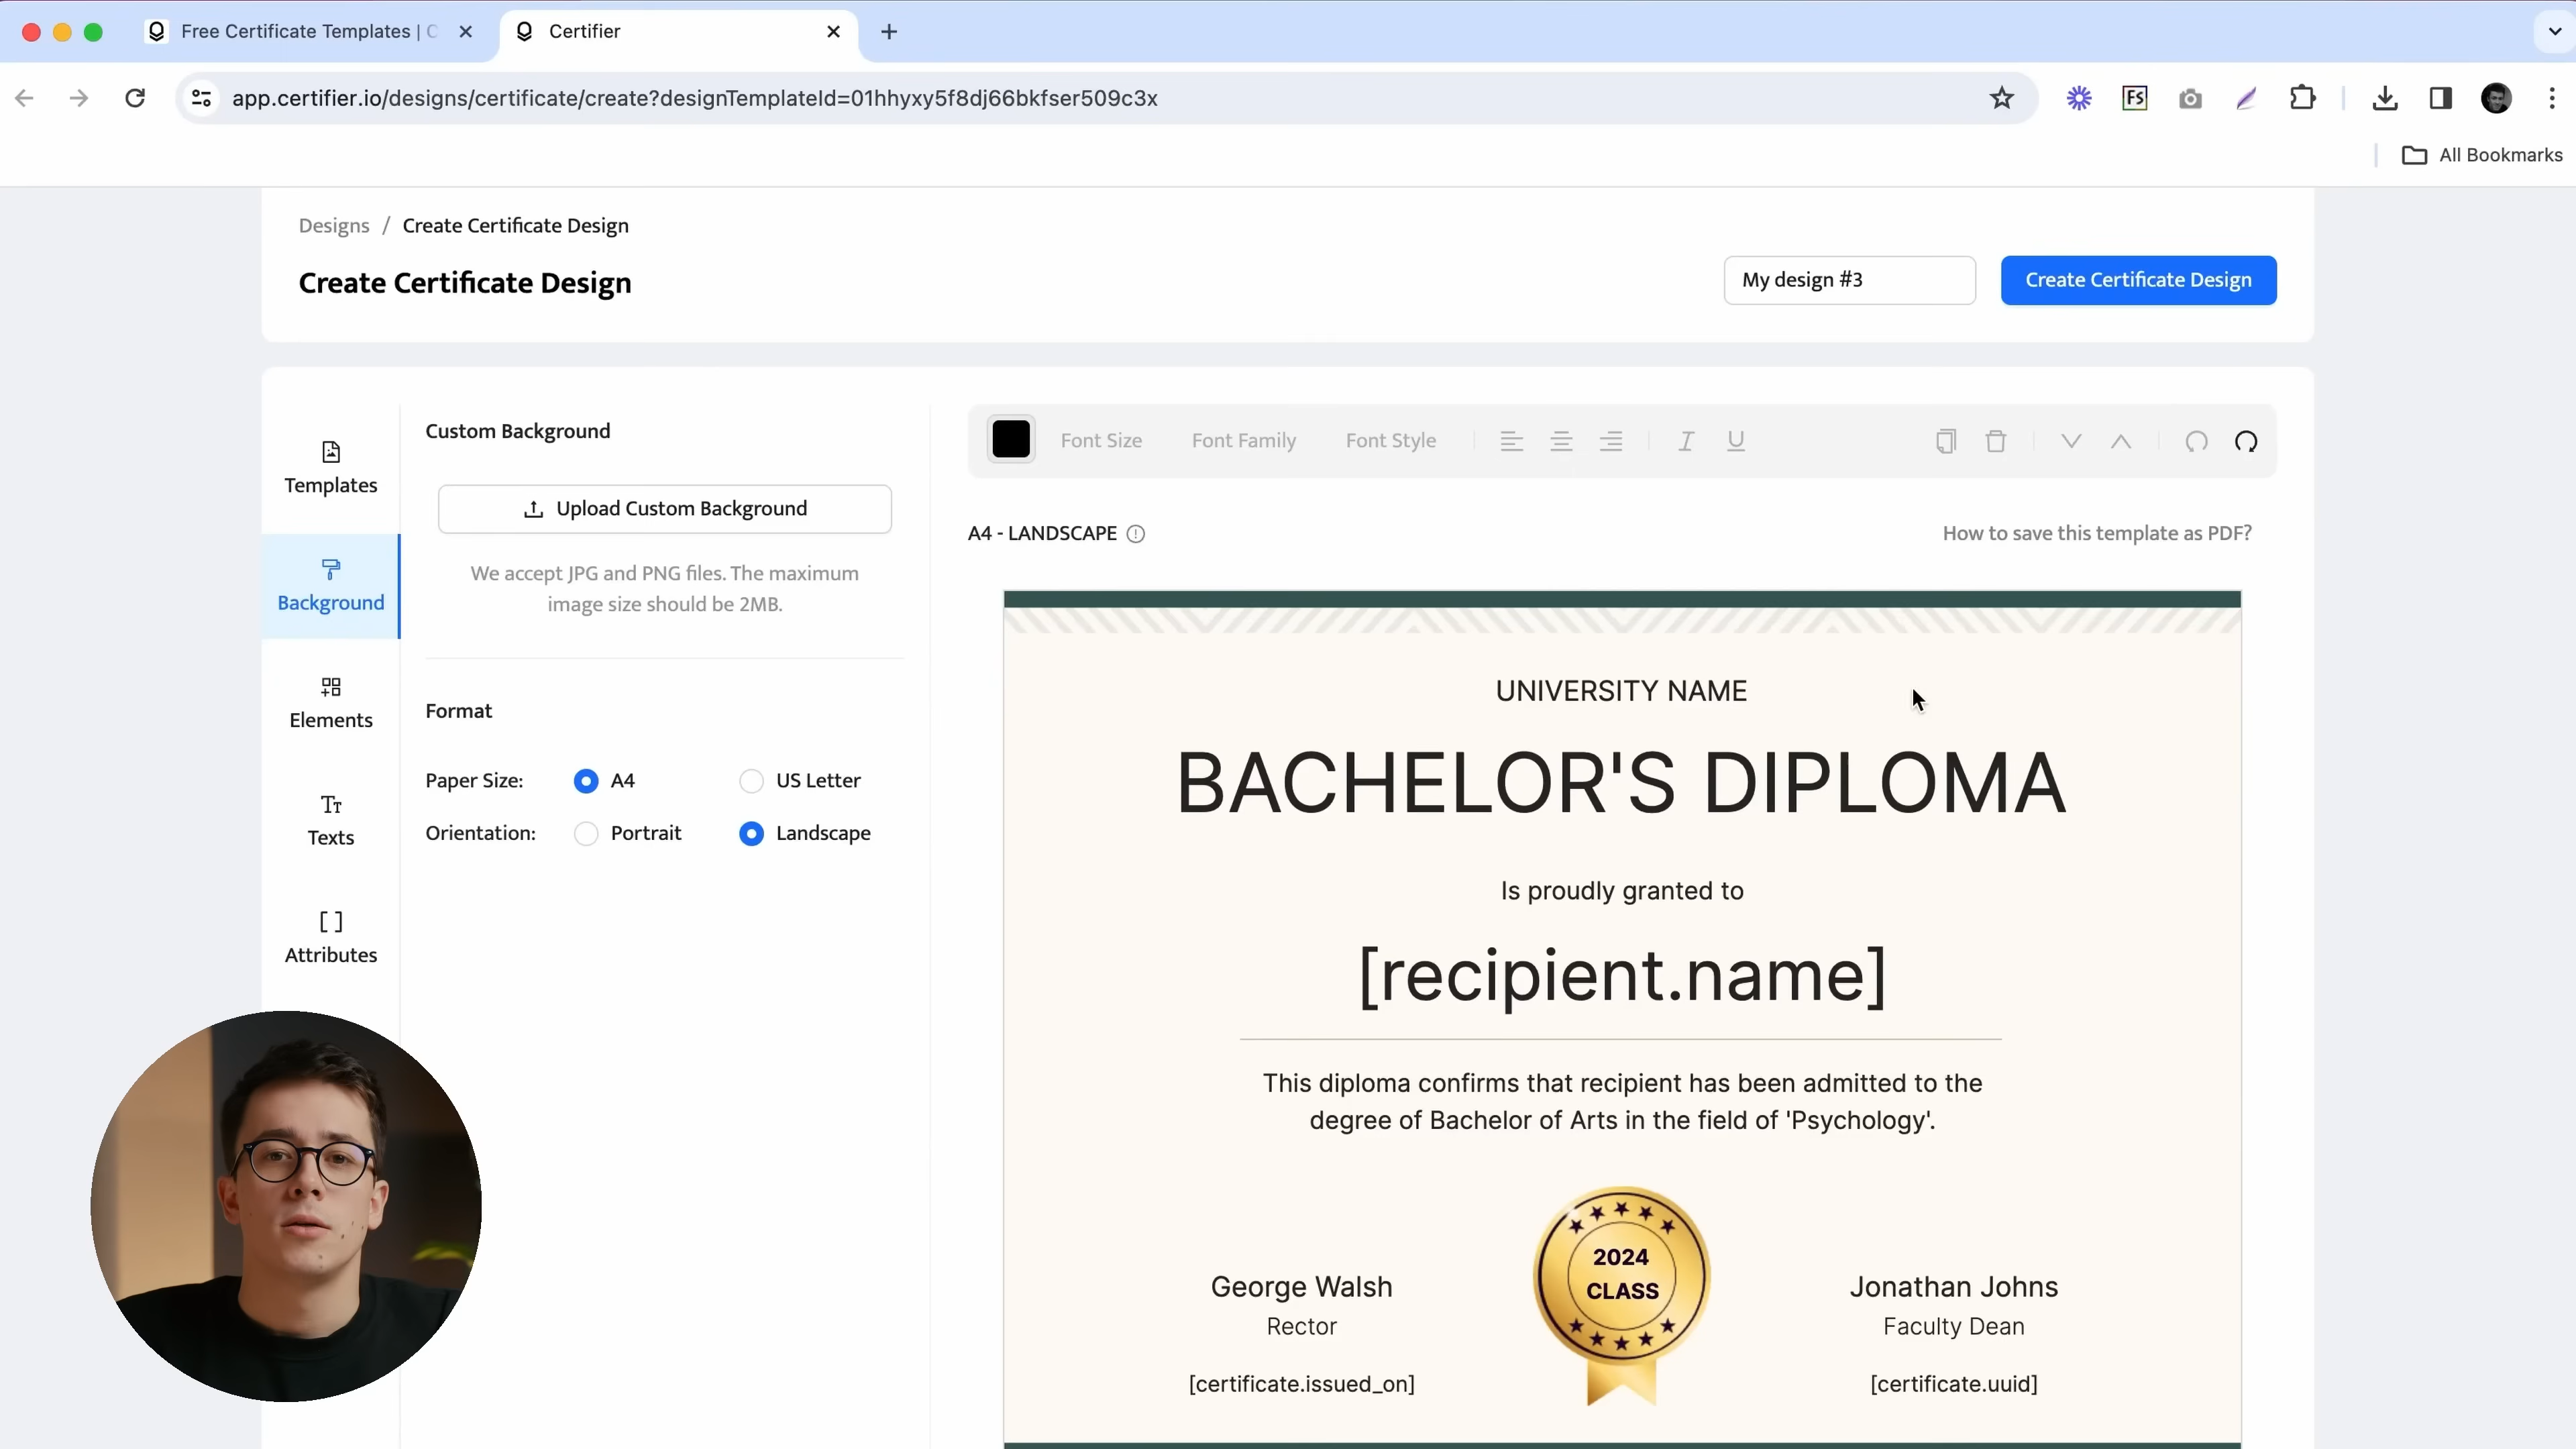 Free Certificate Templates | C
Certifier
app.certifier.io/designs/certificate/create?designTemplateId=01hhyxy5f8dj66bkfser509c3x
FS
All Bookmarks
Designs / Create Certificate Design
Create Certificate Design
My design #3
Create Certificate Design
Templates
Background
Elements
Texts
Attributes
Custom Background
Upload Custom Background
We accept JPG and PNG files. The maximum
image size should be 2MB.
Format
Paper Size: A4 US Letter
Orientation: Portrait Landscape
Font Size Font Family Font Style
A4 - LANDSCAPE
How to save this template as PDF?
UNIVERSITY NAME
BACHELOR'S DIPLOMA
Is proudly granted to
[recipient.name]
This diploma confirms that recipient has been admitted to the
degree of Bachelor of Arts in the field of 'Psychology'.
2024
CLASS
George Walsh
Rector
[certificate.issued_on]
Jonathan Johns
Faculty Dean
[certificate.uuid]